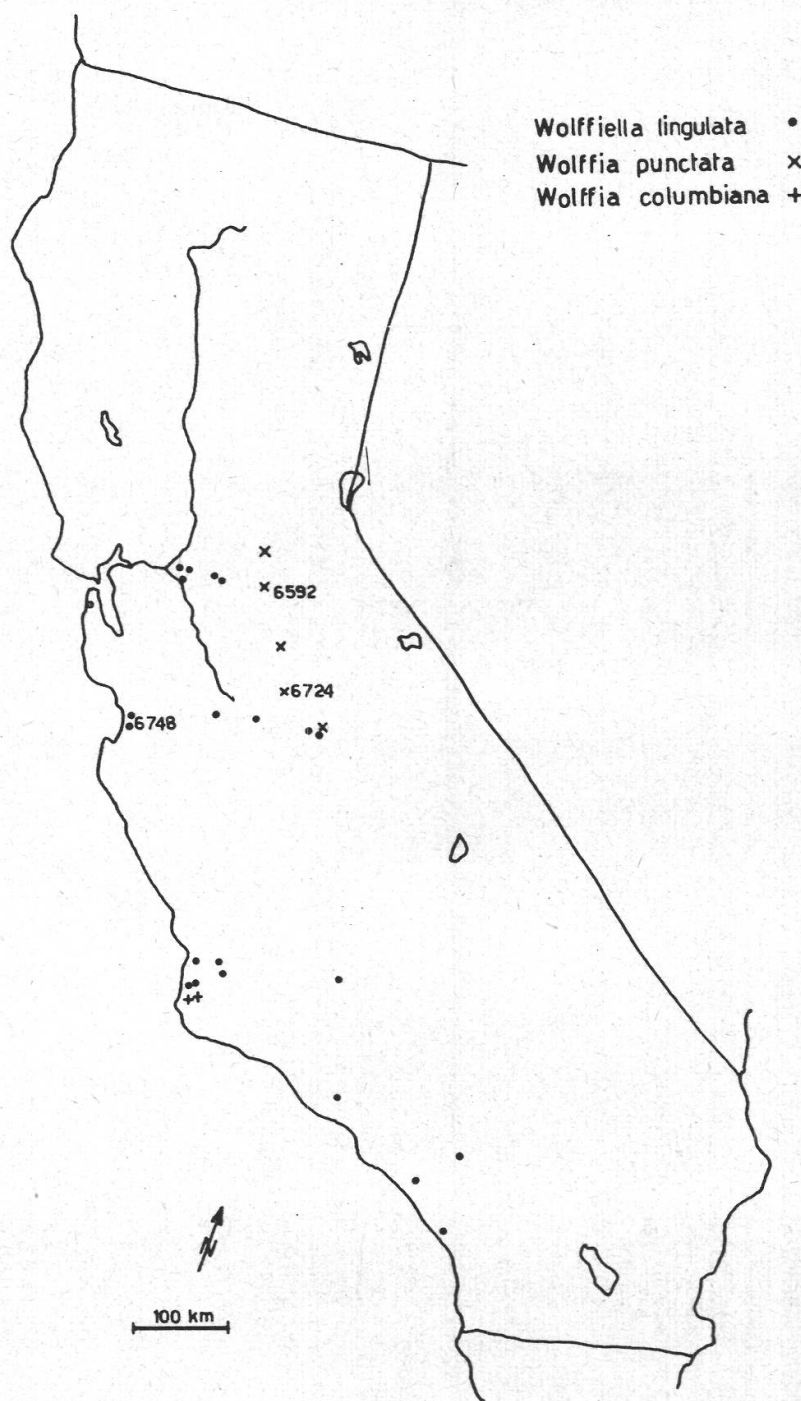 Wolffiella lingulata •
Wolffia punctata ×
Wolffia columbiana +
6592
6724
6748
N
100 km